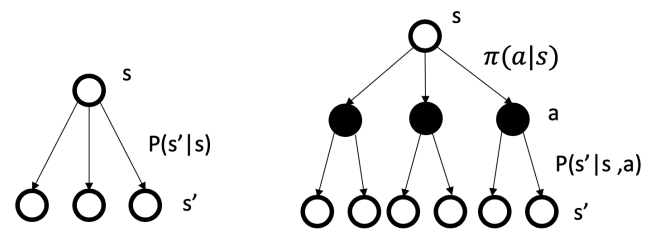 s
P(s'|s)
s'
s
π(a|s)
a
P(s'|s ,a)
s'